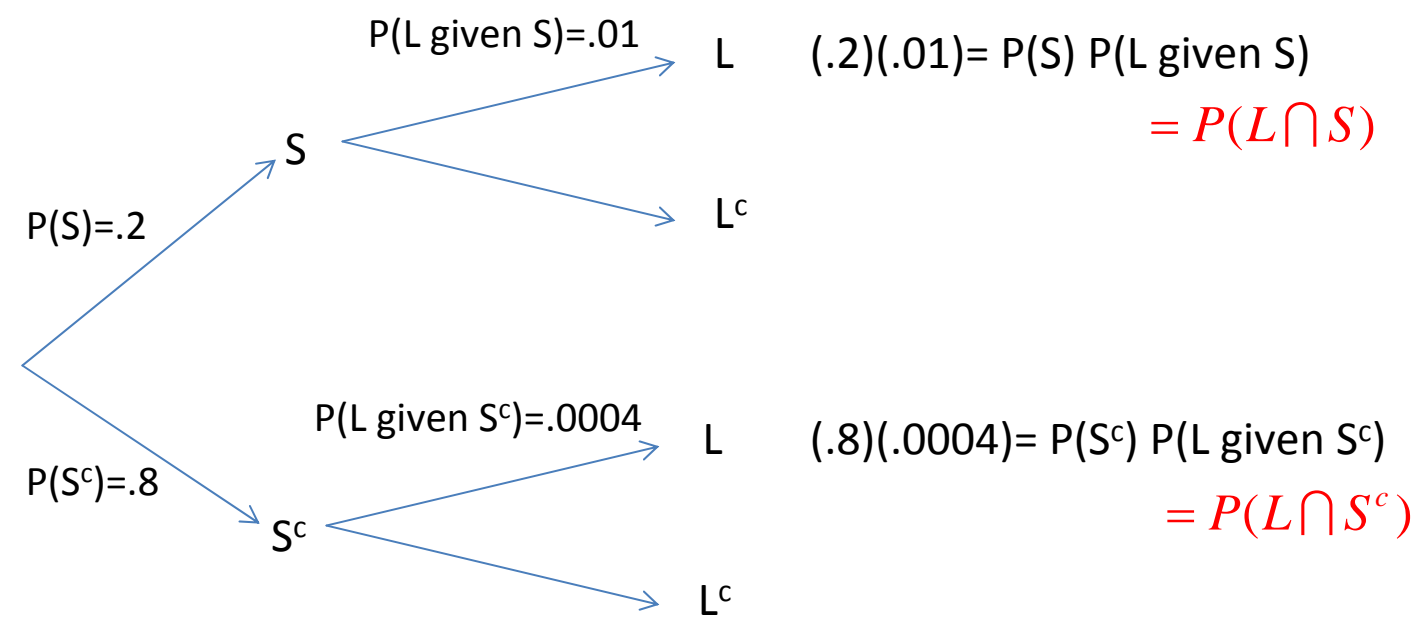 P(L given S)=.01
L (.2)(.01)= P(S) P(L given S)
= P(L⋂S)
S
Lᶜ
P(S)=.2
P(L given Sᶜ)=.0004
L (.8)(.0004)= P(Sᶜ) P(L given Sᶜ)
P(Sᶜ)=.8
= P(L⋂Sᶜ)
Sᶜ
Lᶜ